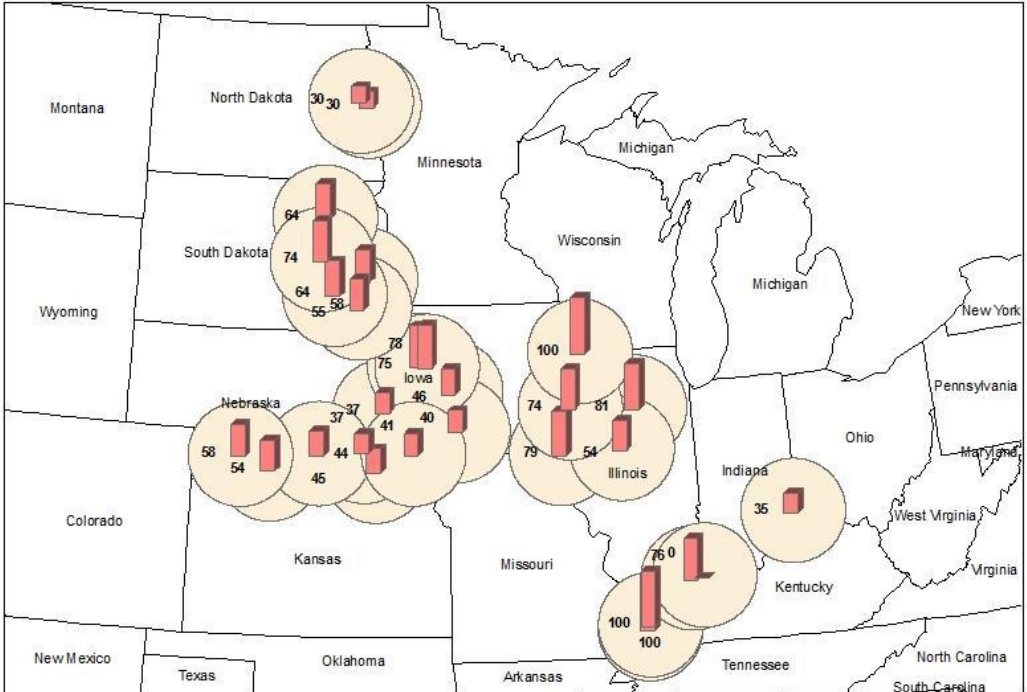 30
30
North Dakota
Montana
Michigan
Minnesota
64
Wisconsin
South Dakota
74
Michigan
64
58
55
Wyoming
New York
78
100
75
Iowa
Pennsylvania
46
Nebraska
37
37
74
81
40
41
Ohio
58
44
79
54
Maryland
54
Indiana
45
Illinois
35
West Virginia
Colorado
76
0
Kansas
Missouri
Virginia
Kentucky
100
100
New Mexico
Oklahoma
Tennessee
North Carolina
Texas
Arkansas
South Carolina